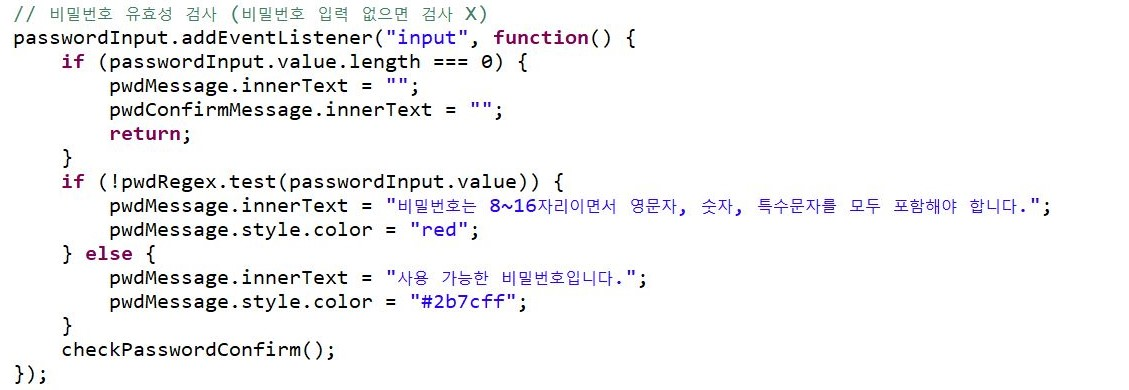 // 비밀번호 유효성 검사 (비밀번호 입력 없으면 검사 X)
passwordInput.addEventListener("input", function() {
    if (passwordInput.value.length === 0) {
        pwdMessage.innerText = "";
        pwdConfirmMessage.innerText = "";
        return;
    }
    if (!pwdRegex.test(passwordInput.value)) {
        pwdMessage.innerText = "비밀번호는 8~16자리이면서 영문자, 숫자, 특수문자를 모두 포함해야 합니다.";
        pwdMessage.style.color = "red";
    } else {
        pwdMessage.innerText = "사용 가능한 비밀번호입니다.";
        pwdMessage.style.color = "#2b7cff";
    }
    checkPasswordConfirm();
});